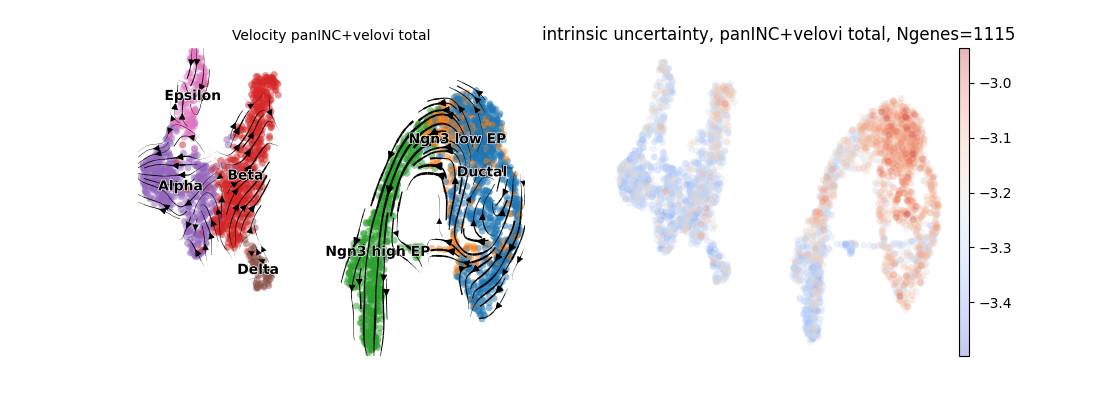 Velocity panINC+velovi total
intrinsic uncertainty, panINC+velovi total, Ngenes=1115
Epsilon
Ngn3 low EP
Ductal
Beta
Alpha
Ngn3 high EP
Delta
−3.0
−3.1
−3.2
−3.3
−3.4